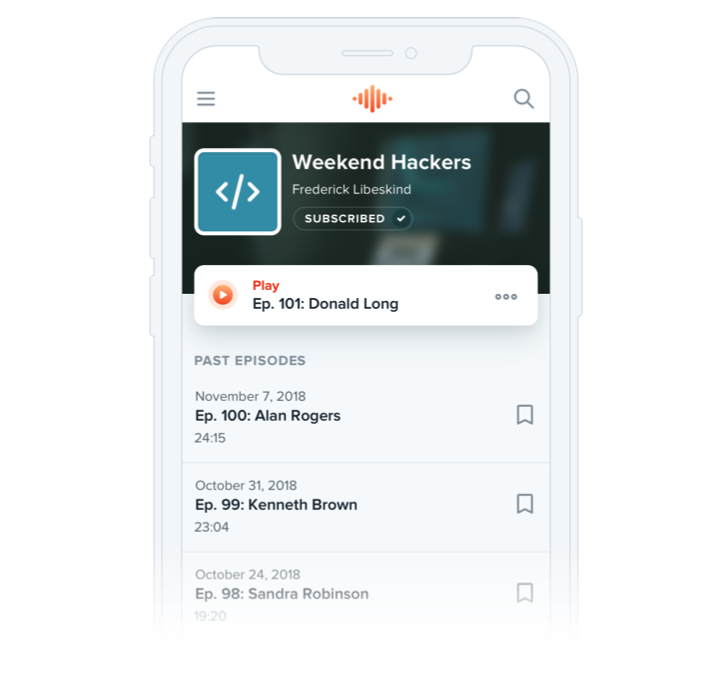 Weekend Hackers
Frederick Libeskind
SUBSCRIBED
Play
Ep. 101: Donald Long
PAST EPISODES
November 7, 2018
Ep. 100: Alan Rogers
24:15
October 31, 2018
Ep. 99: Kenneth Brown
23:04
October 24, 2018
Ep. 98: Sandra Robinson
19:20